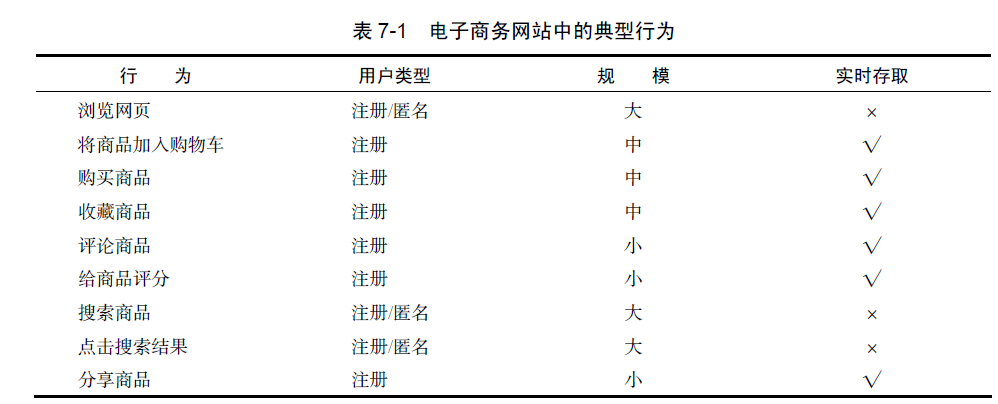 表 7-1 电子商务网站中的典型行为
行 为 用户类型 规 模 实时存取
浏览网页 注册/匿名 大 ×
将商品加入购物车 注册 中 √
购买商品 注册 中 √
收藏商品 注册 中 √
评论商品 注册 小 √
给商品评分 注册 小 √
搜索商品 注册/匿名 大 ×
点击搜索结果 注册/匿名 大 ×
分享商品 注册 小 √